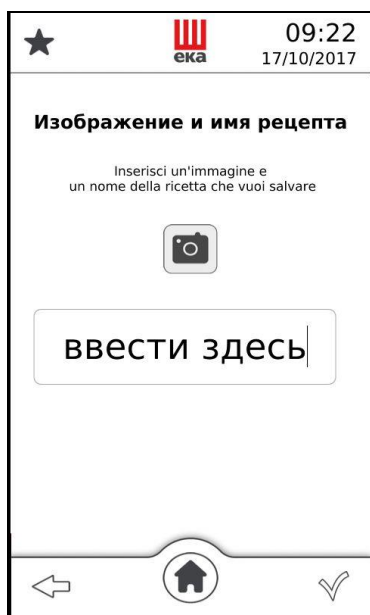 09:22
ека
17/10/2017
Изображение и имя рецепта
Inserisci un'immagine e
un nome della ricetta che vuoi salvare
ввести здесь